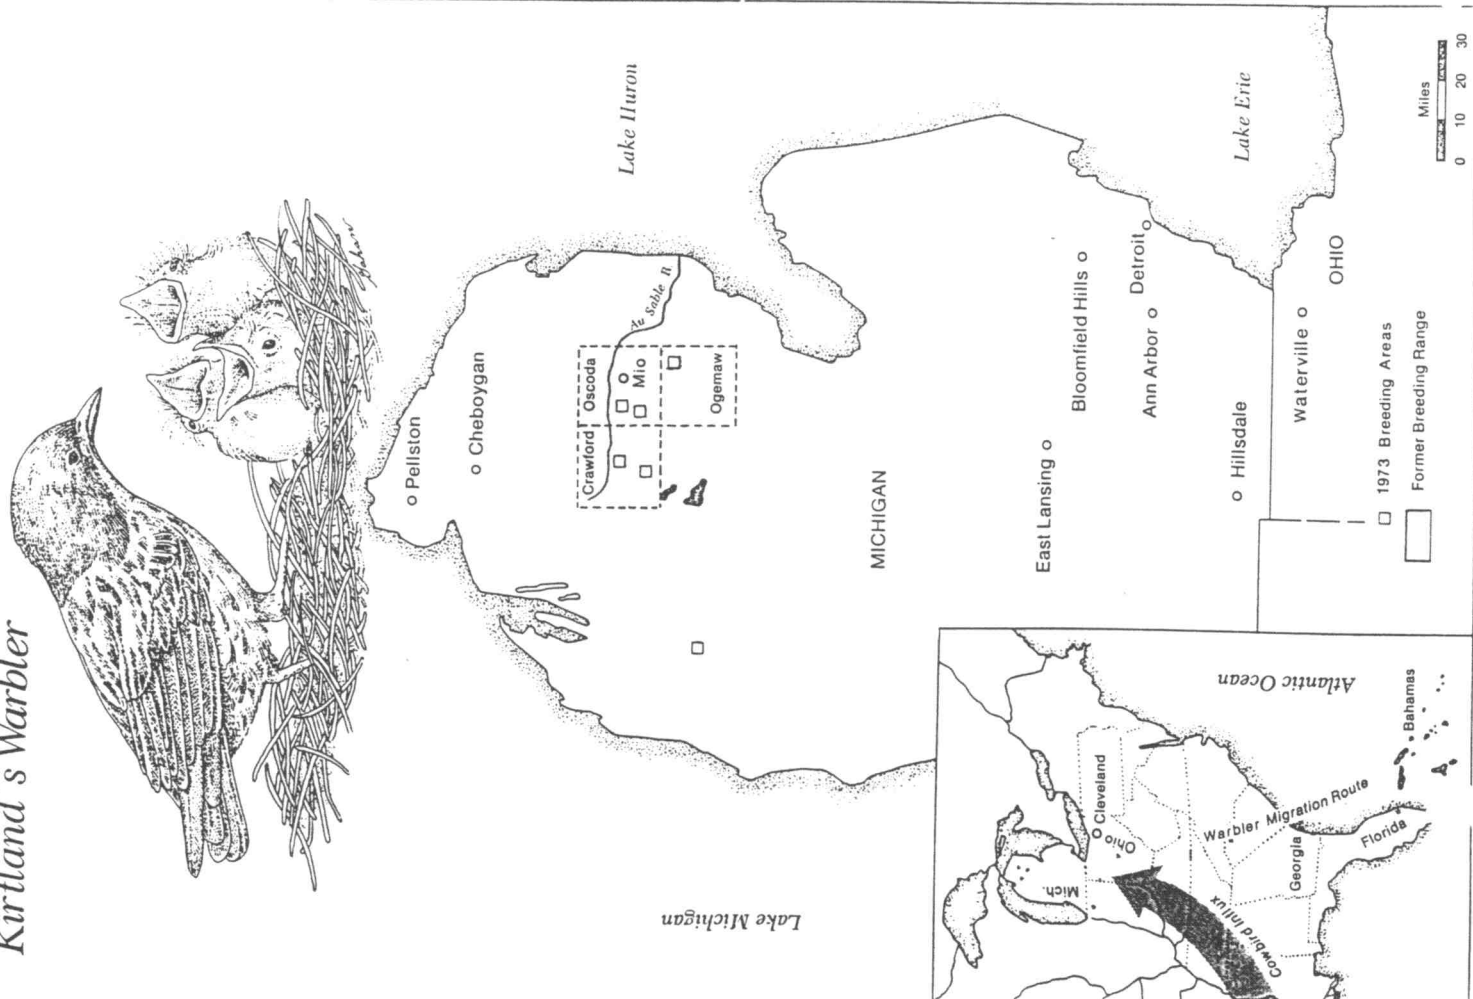 Kirtland s Warbler
Lake Huron
Pellston
Cheboygan
Crawford
Oscoda
Mio
Au Sable R
Ogemaw
MICHIGAN
East Lansing
Bloomfield Hills
Detroit
Ann Arbor
Hillsdale
Lake Erie
Waterville
OHIO
Lake Michigan
Miles
0 10 20 30
1973 Breeding Areas
Former Breeding Range
Atlantic Ocean
Bahamas
Cleveland
Ohio
Mich.
Warbler Migration Route
Georgia
Florida
Cowbird Influx